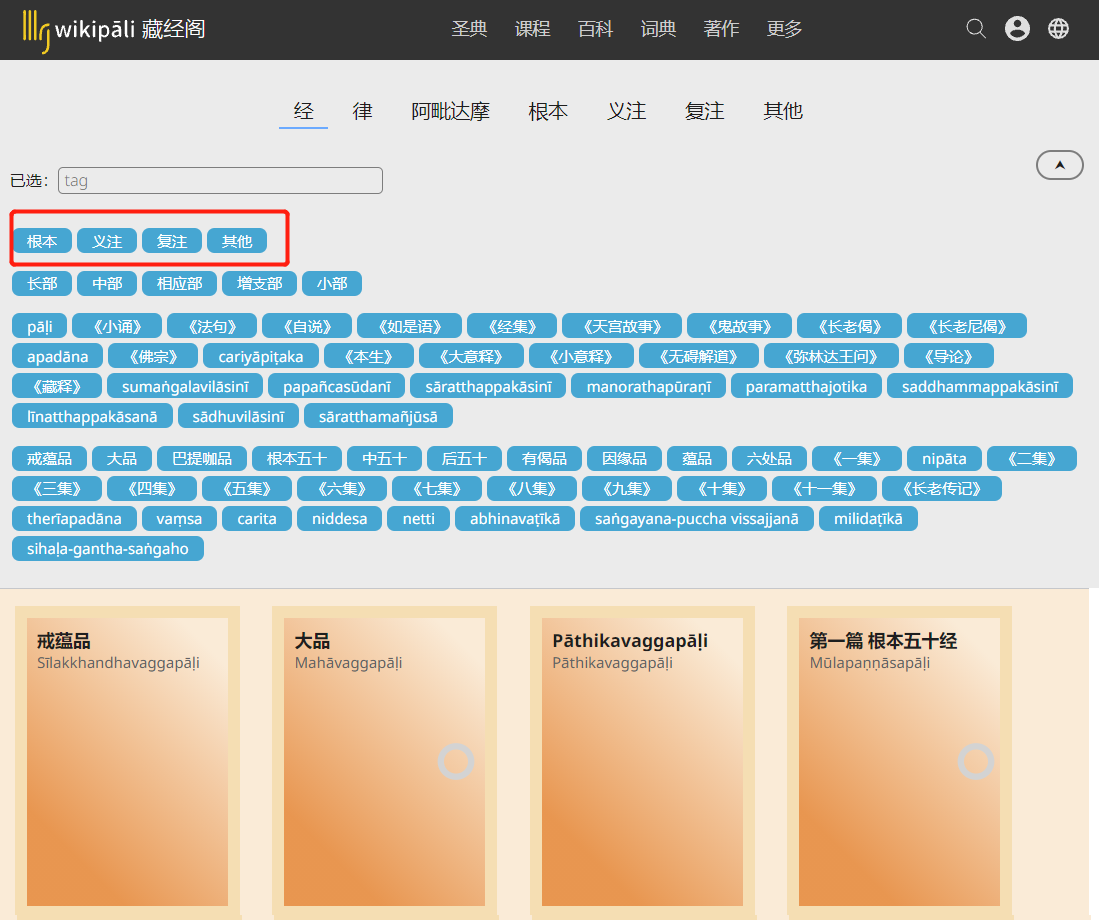 wikipāli 藏经阁 圣典 课程 百科 词典 著作 更多
经 律 阿毗达摩 根本 义注 复注 其他
已选： tag
根本 义注 复注 其他
长部 中部 相应部 增支部 小部
pāḷi 《小诵》 《法句》 《自说》 《如是语》 《经集》 《天宫故事》 《鬼故事》 《长老偈》 《长老尼偈》
apadāna 《佛宗》 cariyāpiṭaka 《本生》 《大意释》 《小意释》 《无碍解道》 《弥林达王问》 《导论》
《藏释》 sumaṅgalavilāsinī papañcasūdanī sāratthappakāsinī manorathapūraṇī paramatthajotika saddhammappakāsinī
līnatthappakāsanā sādhuvilāsinī sāratthamañjūsā
戒蕴品 大品 巴提咖品 根本五十 中五十 后五十 有偈品 因缘品 蕴品 六处品 《一集》 nipāta 《二集》
《三集》 《四集》 《五集》 《六集》 《七集》 《八集》 《九集》 《十集》 《十一集》 《长老传记》
therīapadāna vaṃsa carita niddesa netti abhinavaṭīkā saṅgayana-puccha vissajjanā milidaṭīkā
sihaḷa-gantha-saṅgaho
戒蕴品 大品 Pāthikavaggapāḷi 第一篇 根本五十经
Sīlakkhandhavaggapāḷi Mahāvaggapāḷi Pāthikavaggapāḷi Mūlapaṇṇāsapāḷi